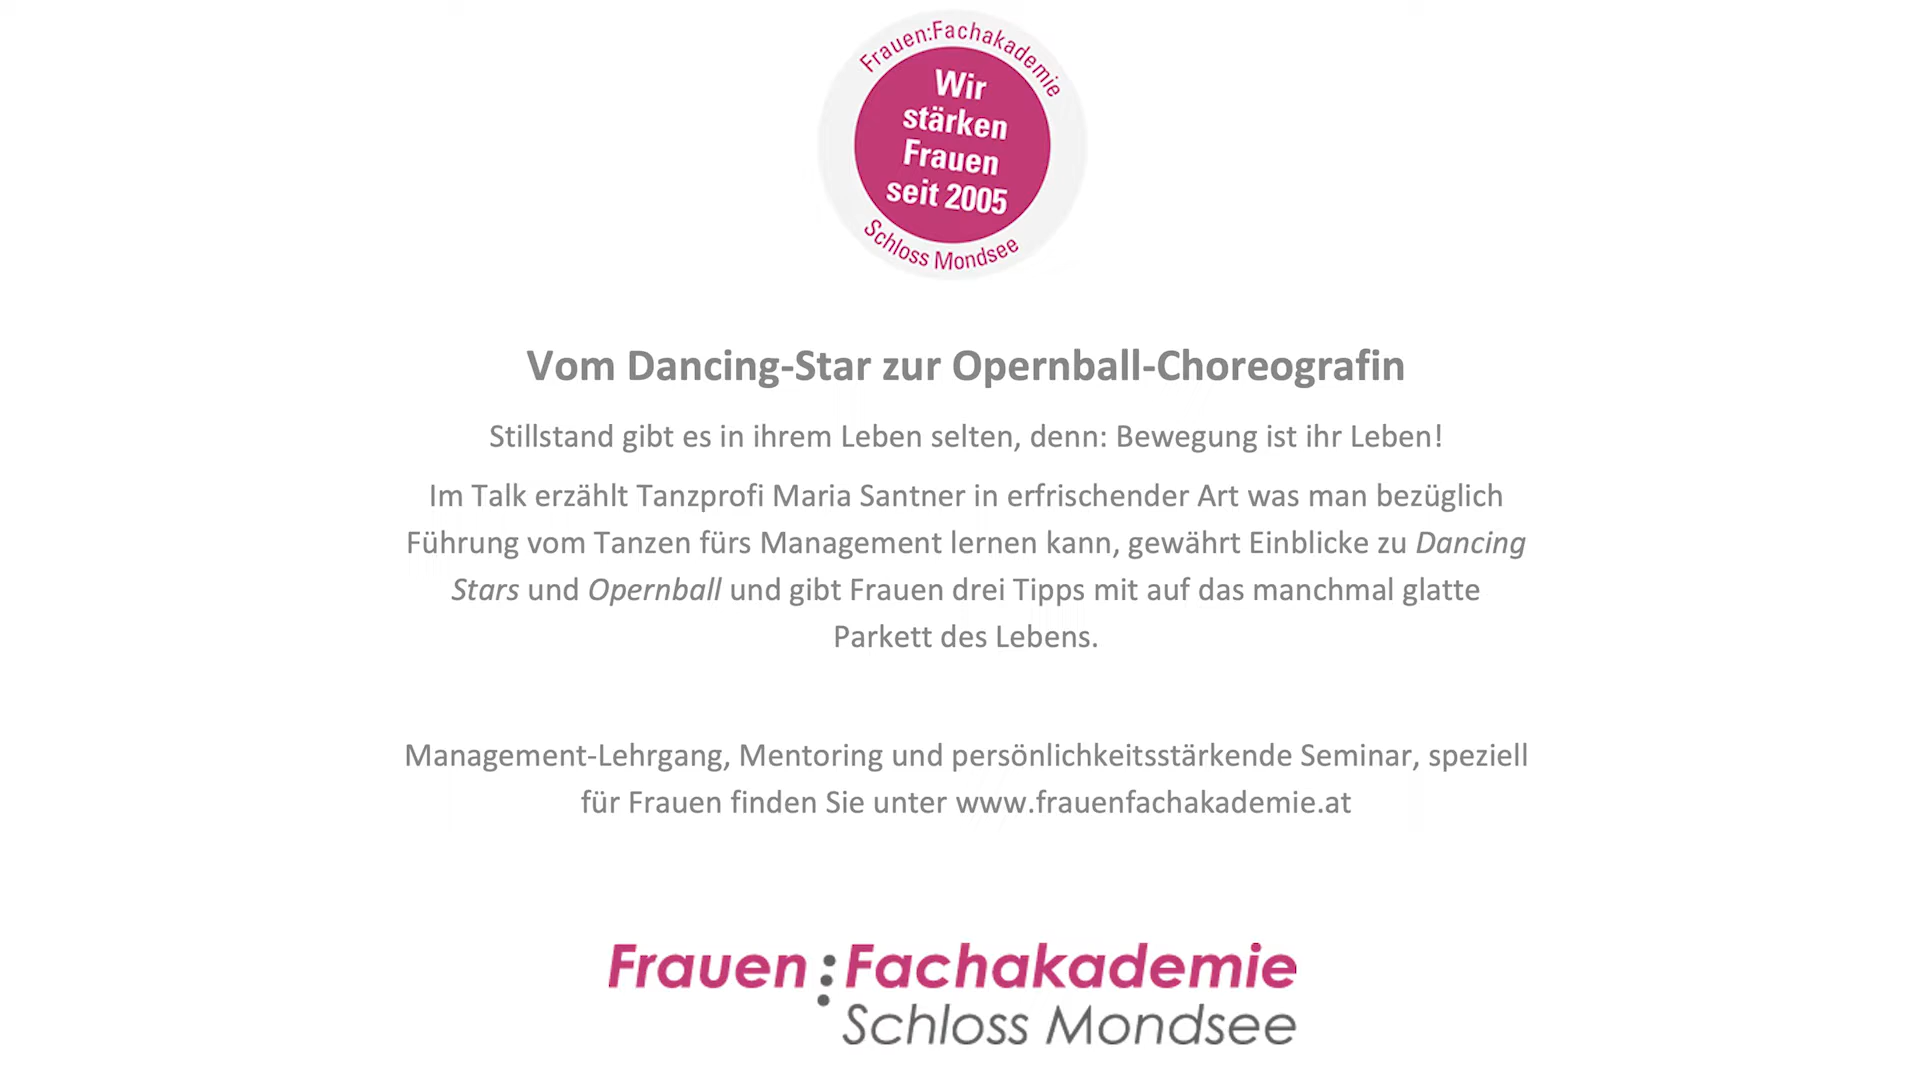 Frauen:Fachakademie
Wir
stärken
Frauen
seit 2005
Schloss Mondsee
Vom Dancing-Star zur Opernball-Choreografin
Stillstand gibt es in ihrem Leben selten, denn: Bewegung ist ihr Leben!
Im Talk erzählt Tanzprofi Maria Santner in erfrischender Art was man bezüglich
Führung vom Tanzen fürs Management lernen kann, gewährt Einblicke zu Dancing
Stars und Opernball und gibt Frauen drei Tipps mit auf das manchmal glatte
Parkett des Lebens.
Management-Lehrgang, Mentoring und persönlichkeitsstärkende Seminar, speziell
für Frauen finden Sie unter www.frauenfachakademie.at
Frauen:Fachakademie
Schloss Mondsee